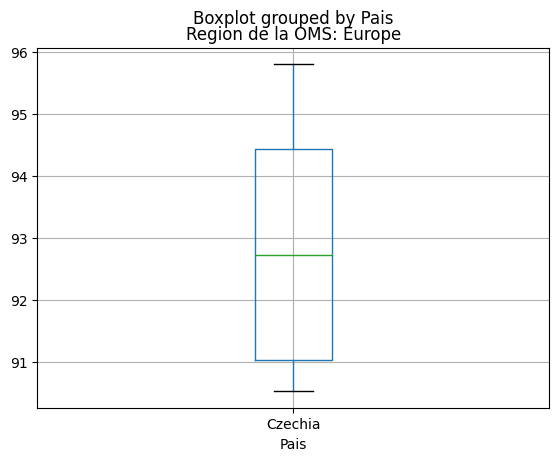 Boxplot grouped by Pais
Region de la OMS: Europe
96
95
94
93
92
91
Czechia
Pais